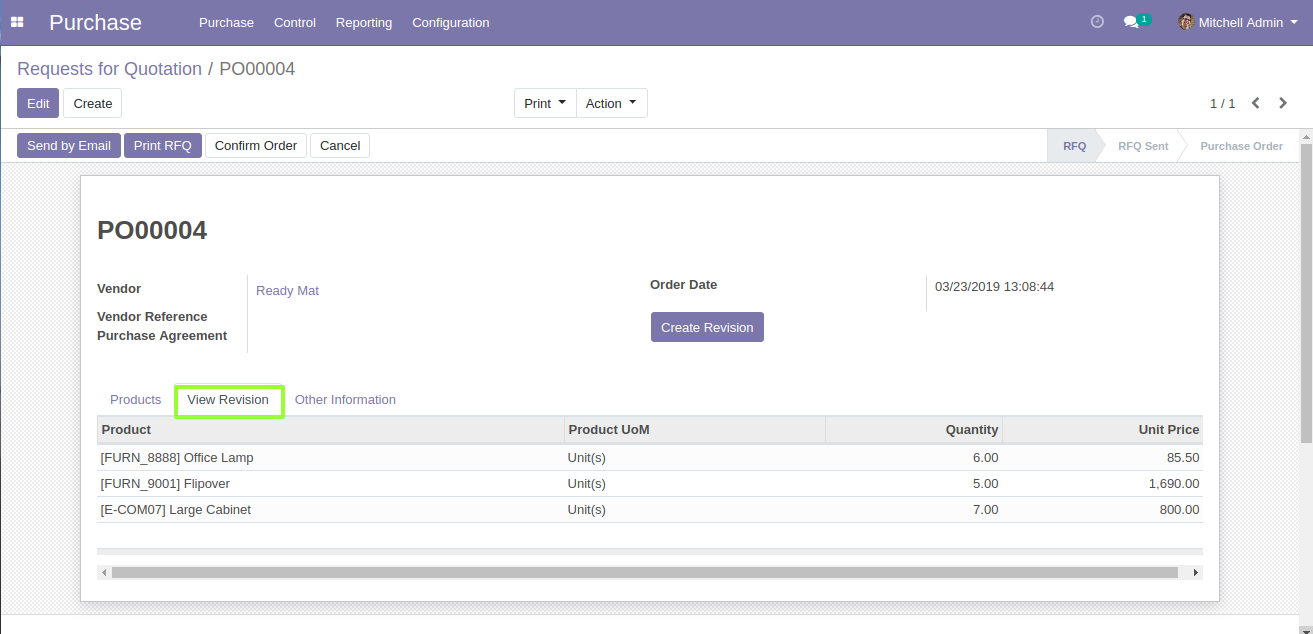 Purchase Purchase Control Reporting Configuration 1 Mitchell Admin
Requests for Quotation / PO00004
Edit Create Print Action 1 / 1
Send by Email Print RFQ Confirm Order Cancel RFQ RFQ Sent Purchase Order
PO00004
Vendor Ready Mat Order Date 03/23/2019 13:08:44
Vendor Reference
Purchase Agreement
Create Revision
Products View Revision Other Information
Product Product UoM Quantity Unit Price
[FURN_8888] Office Lamp Unit(s) 6.00 85.50
[FURN_9001] Flipover Unit(s) 5.00 1,690.00
[E-COM07] Large Cabinet Unit(s) 7.00 800.00